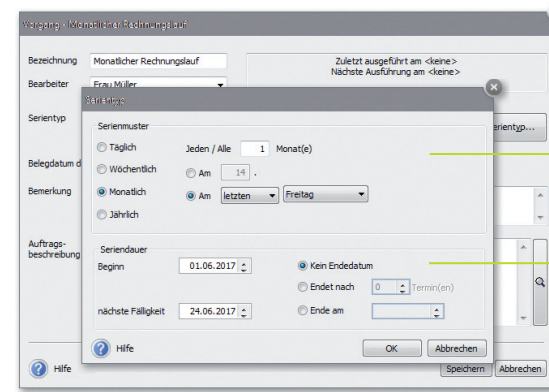 Vorgang - Monatlicher Rechnungslauf
Bezeichnung Monatlicher Rechnungslauf
Zuletzt ausgeführt am <keine>
Nächste Ausführung am <keine>
Bearbeiter Frau Müller
Serientyp
Serientyp
erientyp...
Serienmuster
Täglich Jeden / Alle 1 Monat(e)
Belegdatum d
Wöchentlich Am 14 .
Bemerkung
Monatlich Am letzten Freitag
Jährlich
Auftrags-
beschreibung
Seriendauer
Beginn 01.06.2017 Kein Endedatum
Endet nach 0 Termin(en)
nächste Fälligkeit 24.06.2017 Ende am
Hilfe OK Abbrechen
Hilfe Speichern Abbrechen